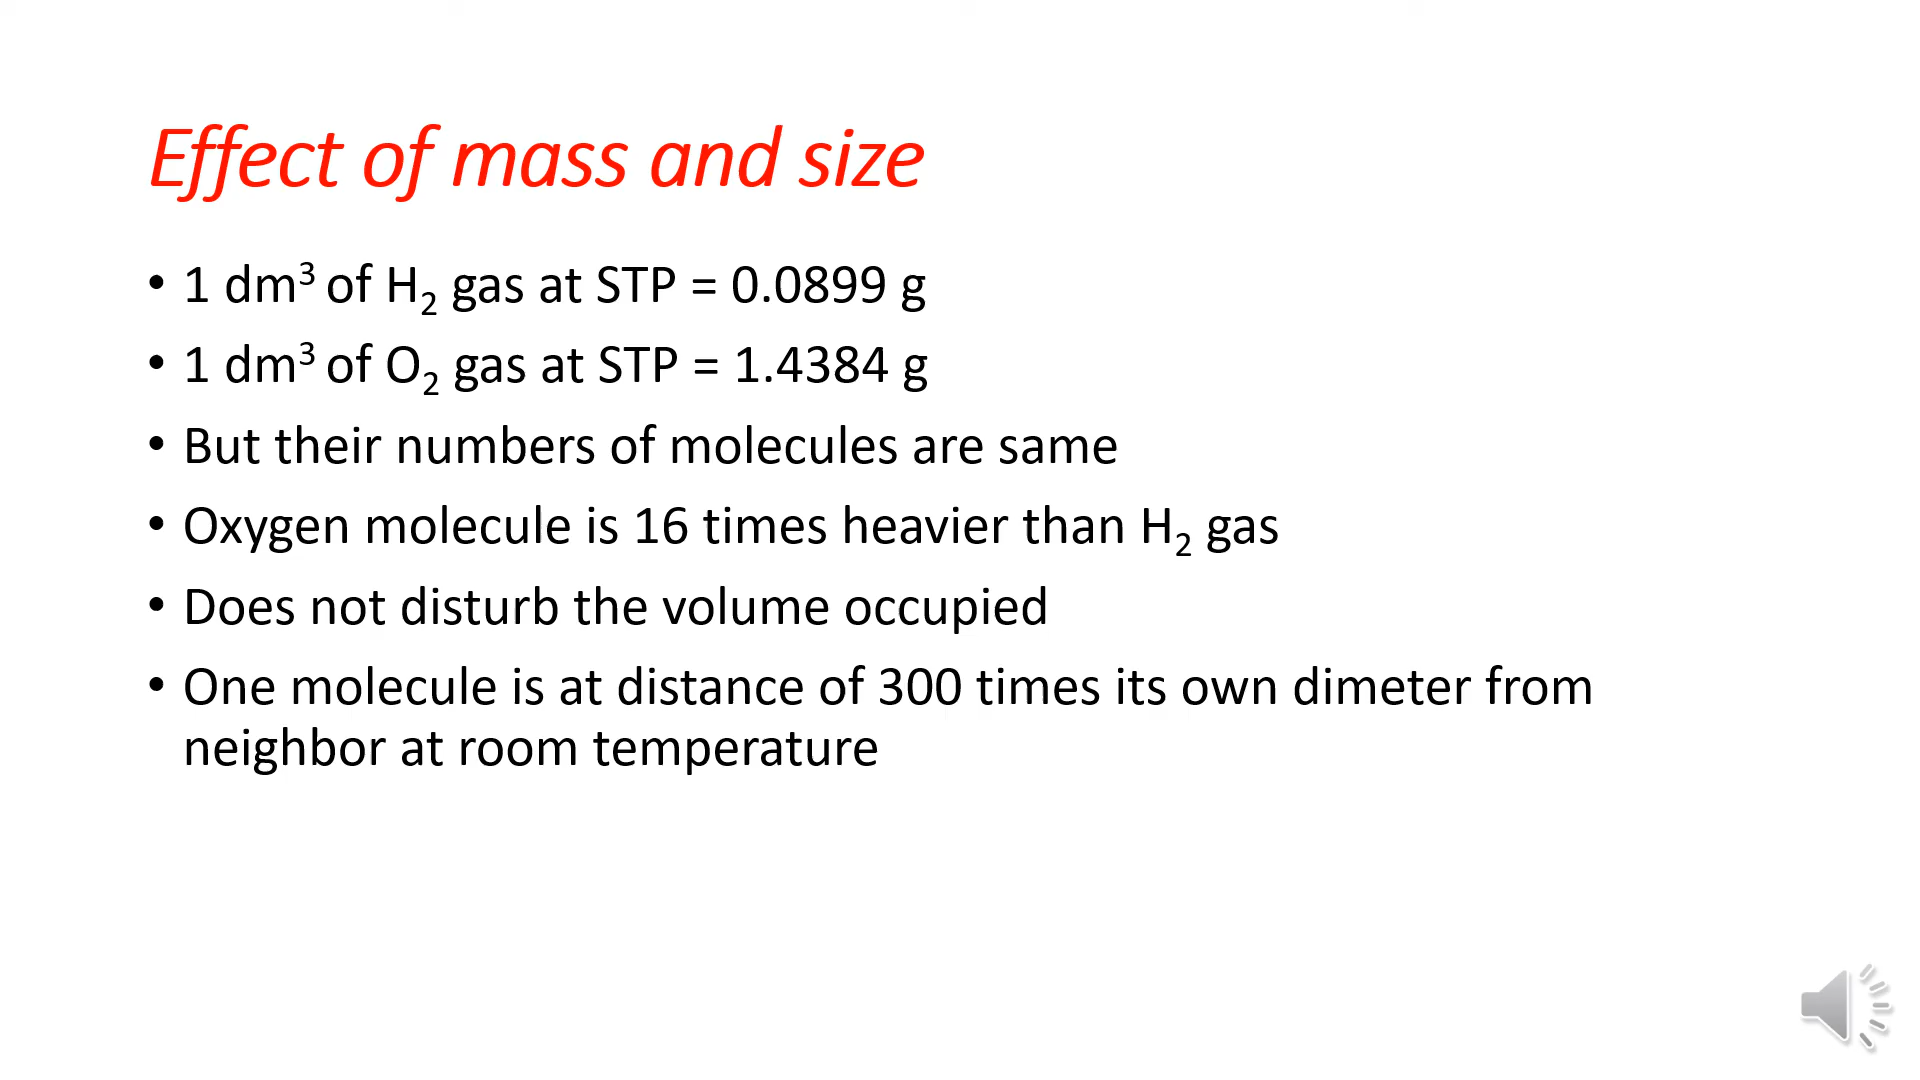 Effect of mass and size
• 1 dm³ of H₂ gas at STP = 0.0899 g
• 1 dm³ of O₂ gas at STP = 1.4384 g
• But their numbers of molecules are same
• Oxygen molecule is 16 times heavier than H₂ gas
• Does not disturb the volume occupied
• One molecule is at distance of 300 times its own dimeter from
neighbor at room temperature